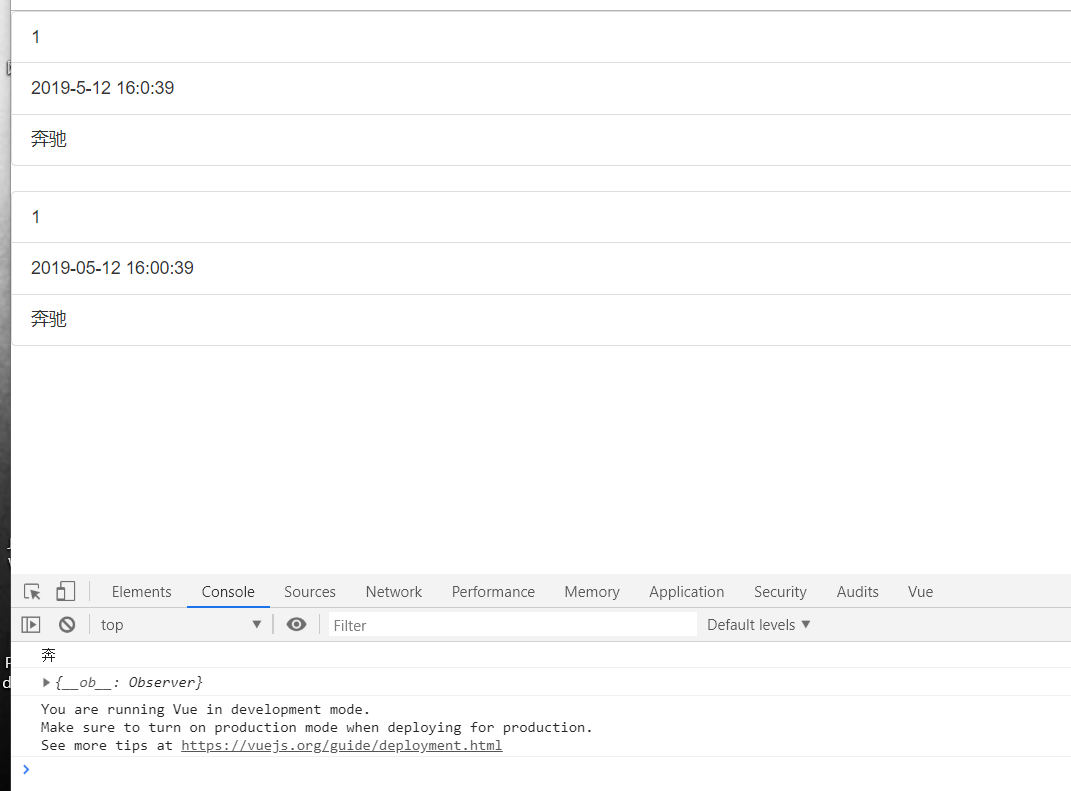 1
2019-5-12 16:0:39
奔驰
1
2019-05-12 16:00:39
奔驰
Elements Console Sources Network Performance Memory Application Security Audits Vue
top ▼ Filter Default levels ▼
奔
▶{__ob__: Observer}
You are running Vue in development mode.
Make sure to turn on production mode when deploying for production.
See more tips at https://vuejs.org/guide/deployment.html
>